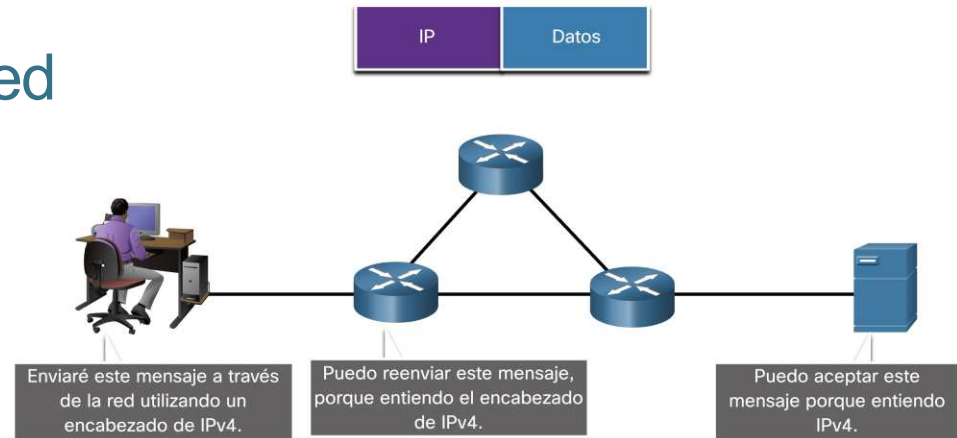 IP Datos
ed
Enviaré este mensaje a través
de la red utilizando un
encabezado de IPv4.
Puedo reenviar este mensaje,
porque entiendo el encabezado
de IPv4.
Puedo aceptar este
mensaje porque entiendo
IPv4.